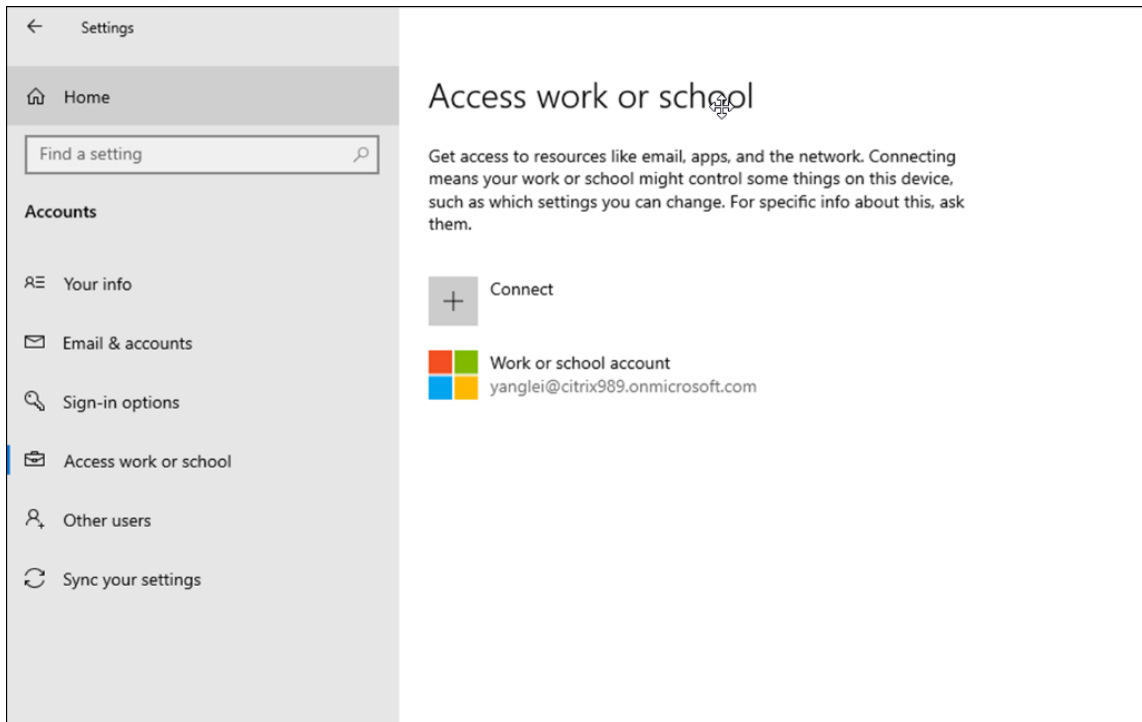 Settings
Home
Find a setting
Accounts
Your info
Email & accounts
Sign-in options
Access work or school
Other users
Sync your settings
Access work or school
Get access to resources like email, apps, and the network. Connecting
means your work or school might control some things on this device,
such as which settings you can change. For specific info about this, ask
them.
Connect
Work or school account
yanglei@citrix989.onmicrosoft.com